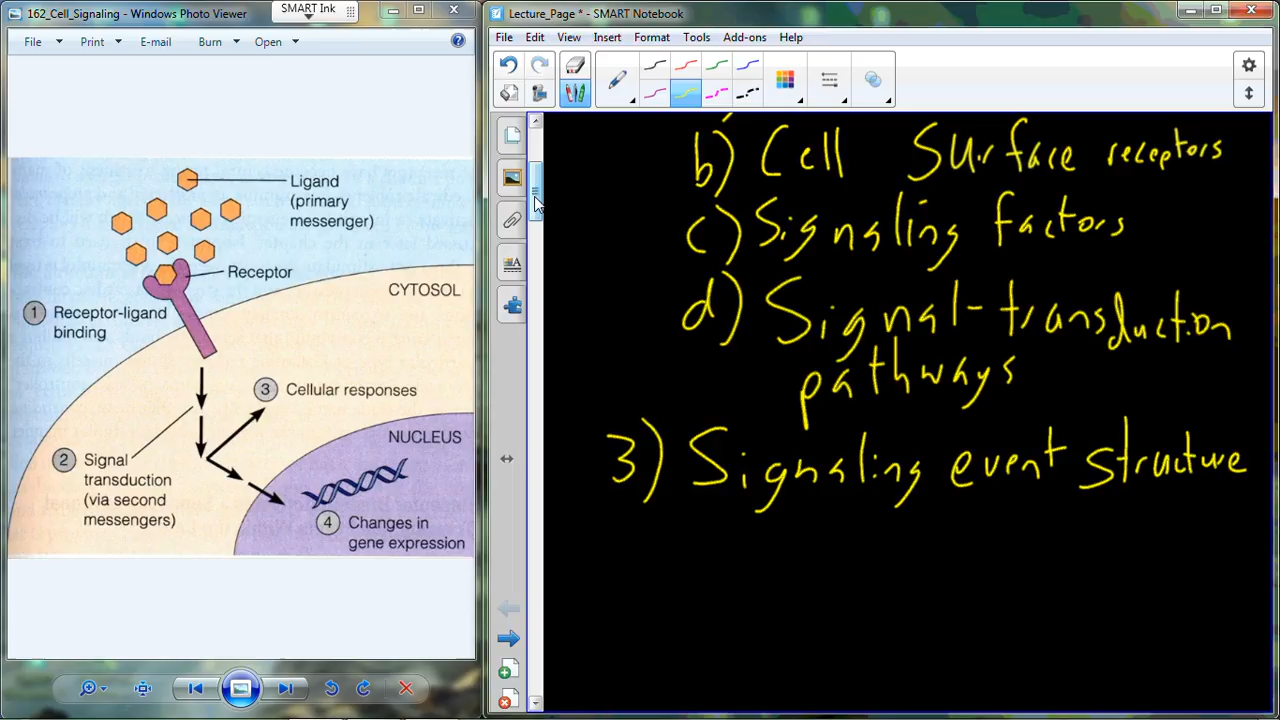 162_Cell_Signaling - Windows Photo Viewer
SMART Ink
File Print E-mail Burn Open
Ligand
(primary
messenger)
Receptor
CYTOSOL
1 Receptor-ligand
binding
3 Cellular responses
NUCLEUS
2 Signal
transduction
(via second
messengers)
4 Changes in
gene expression
Lecture_Page * - SMART Notebook
File Edit View Insert Format Tools Add-ons Help
b) Cell Surface receptors
c) Signaling factors
d) Signal-transduction
pathways
3) Signaling event structure